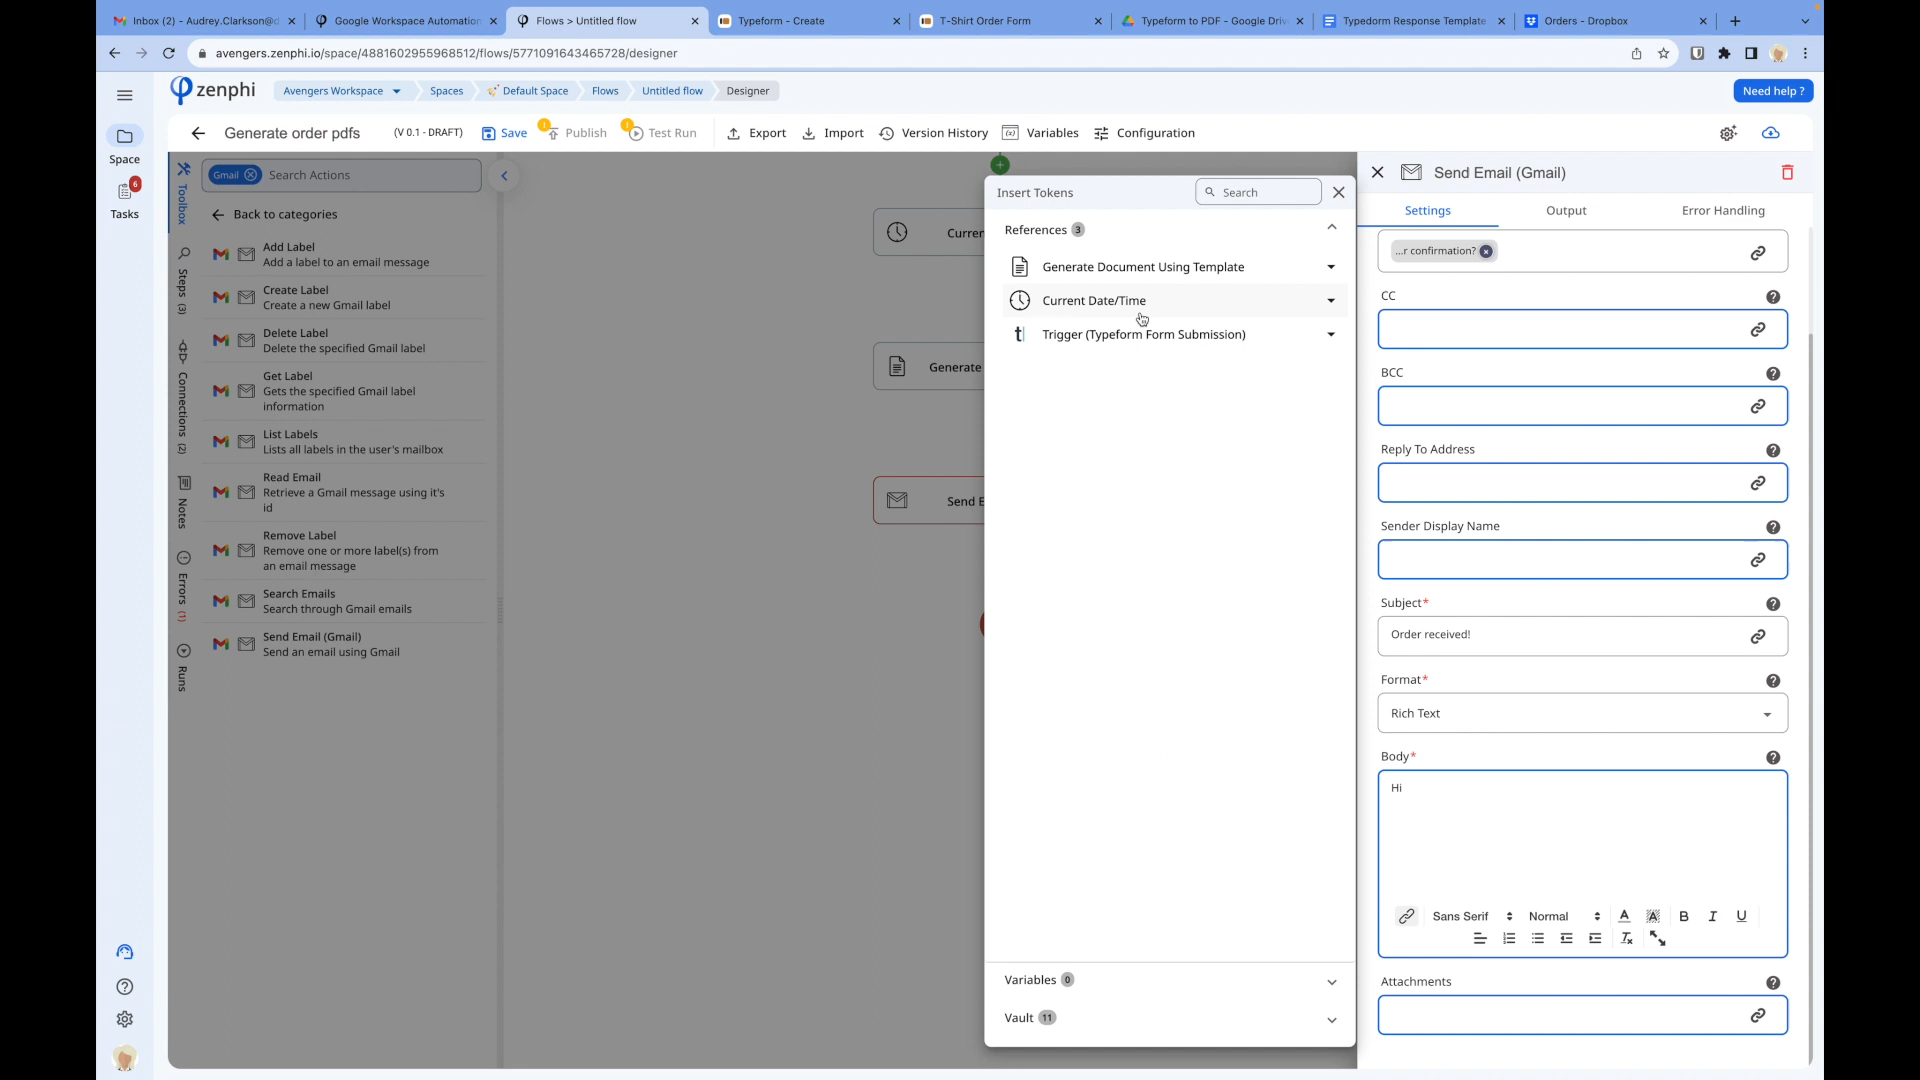 Inbox (2) - Audrey.Clarkson@d
Google Workspace Automation
Flows > Untitled flow
Typeform - Create
T-Shirt Order Form
Typeform to PDF - Google Driv
Typedorm Response Template
Orders - Dropbox
avengers.zenphi.io/space/4881602955968512/flows/5771091643465728/designer
zenphi
Avengers Workspace
Spaces
Default Space
Flows
Untitled flow
Designer
Need help ?
Generate order pdfs
(V 0.1 - DRAFT)
Save
Publish
Test Run
Export
Import
Version History
Variables
Configuration
Space
6
Tasks
Toolbox
Steps (3)
Connections (2)
Notes
Errors (1)
Runs
Gmail
Search Actions
Back to categories
Add Label
Add a label to an email message
Create Label
Create a new Gmail label
Delete Label
Delete the specified Gmail label
Get Label
Gets the specified Gmail label
information
List Labels
Lists all labels in the user's mailbox
Read Email
Retrieve a Gmail message using it's
id
Remove Label
Remove one or more label(s) from
an email message
Search Emails
Search through Gmail emails
Send Email (Gmail)
Send an email using Gmail
Curren
Generate
Send E
Insert Tokens
Search
References 3
Generate Document Using Template
Current Date/Time
Trigger (Typeform Form Submission)
Variables 0
Vault 11
Send Email (Gmail)
Settings
Output
Error Handling
...r confirmation?
CC
BCC
Reply To Address
Sender Display Name
Subject*
Order received!
Format*
Rich Text
Body*
Hi
Sans Serif
Normal
A
A
B
I
U
Attachments